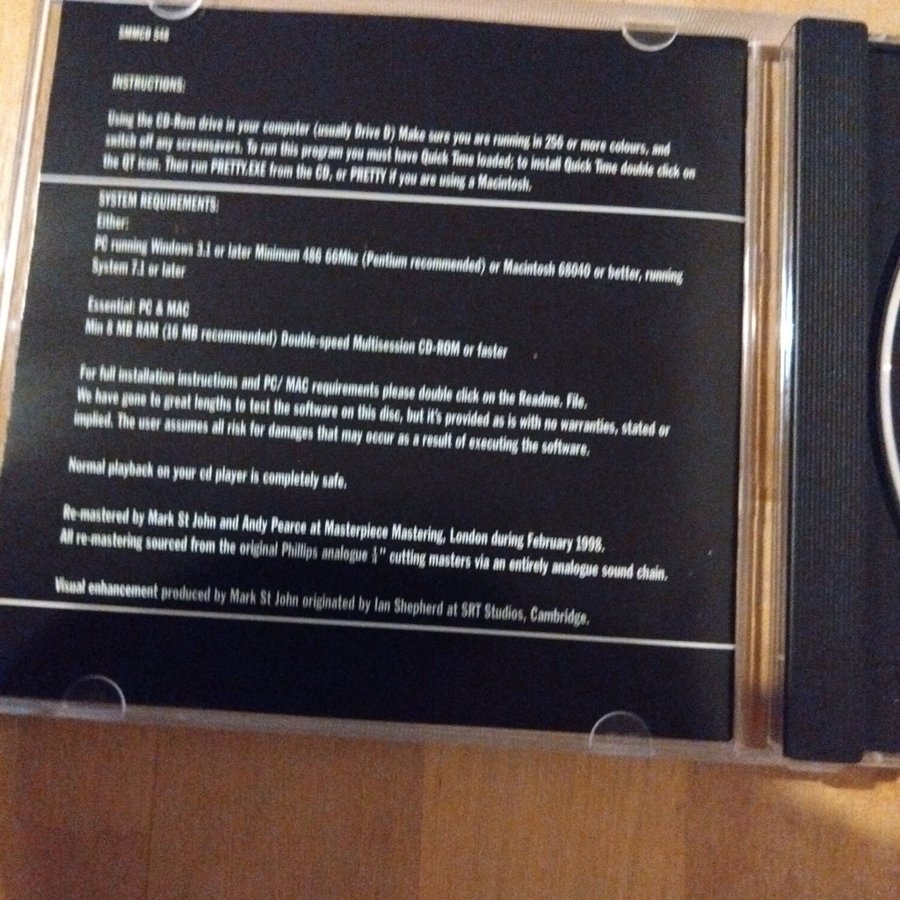 SMMCD 548
INSTRUCTIONS:
Using the CD-Rom drive in your computer (usually Drive D) Make sure you are running in 256 or more colours, and
switch off any screensavers. To run this program you must have Quick Time loaded; to install Quick Time double click on
the QT icon. Then run PRETTY.EXE from the CD, or PRETTY if you are using a Macintosh.
SYSTEM REQUIREMENTS:
Either:
PC running Windows 3.1 or later Minimum 486 66Mhz (Pentium recommended) or Macintosh 68040 or better, running
System 7.1 or later
Essential: PC & MAC
Min 8 MB RAM (16 MB recommended) Double-speed Multisession CD-ROM or faster
For full installation instructions and PC/ MAC requirements please double click on the Readme. File.
We have gone to great lengths to test the software on this disc, but it's provided as is with no warranties, stated or
implied. The user assumes all risk for damages that may occur as a result of executing the software.
Normal playback on your cd player is completely safe.
Re-mastered by Mark St John and Andy Pearce at Masterpiece Mastering, London during February 1998.
All re-mastering sourced from the original Phillips analogue ¼" cutting masters via an entirely analogue sound chain.
Visual enhancement produced by Mark St John originated by Ian Shepherd at SRT Studios, Cambridge.